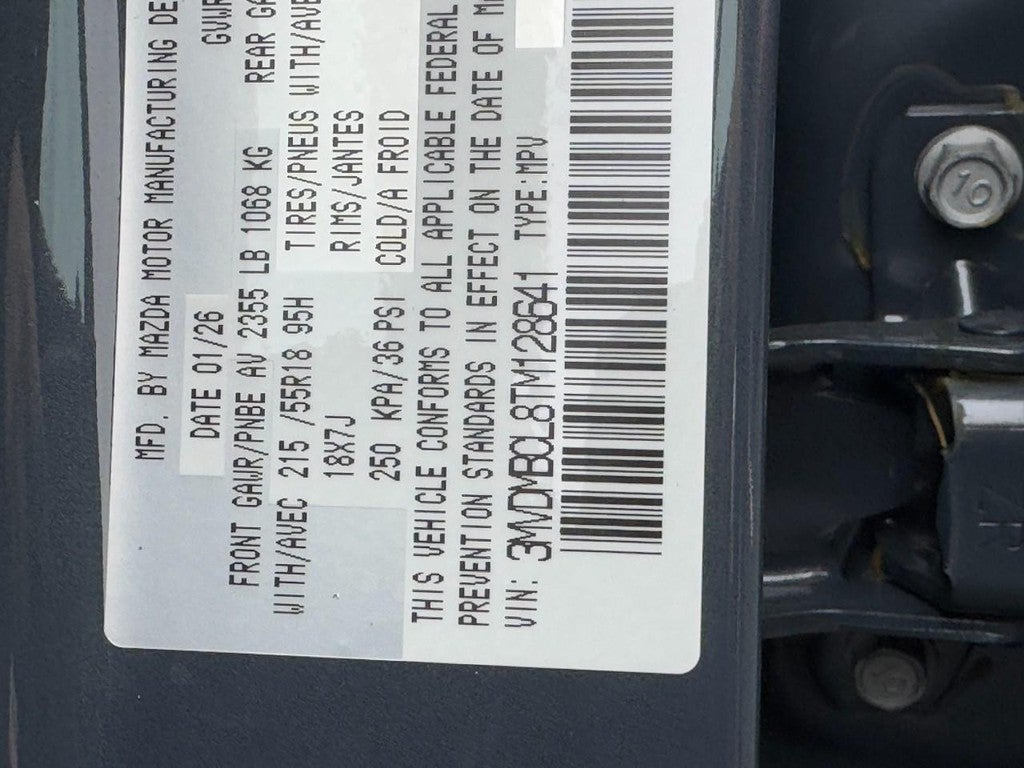 MFD. BY MAZDA MOTOR MANUFACTURING DE
DATE 01/26 GVWR
FRONT GAWR/PNBE AV 2355 LB 1068 KG REAR GA
WITH/AVEC 215 /55R18 95H TIRES/PNEUS WITH/AVE
18X7J RIMS/JANTES
250 KPA/36 PSI COLD/A FROID
THIS VEHICLE CONFORMS TO ALL APPLICABLE FEDERAL
PREVENTION STANDARDS IN EFFECT ON THE DATE OF M
VIN: 3MVDMBCL8TM128641 TYPE:MPV
10
10